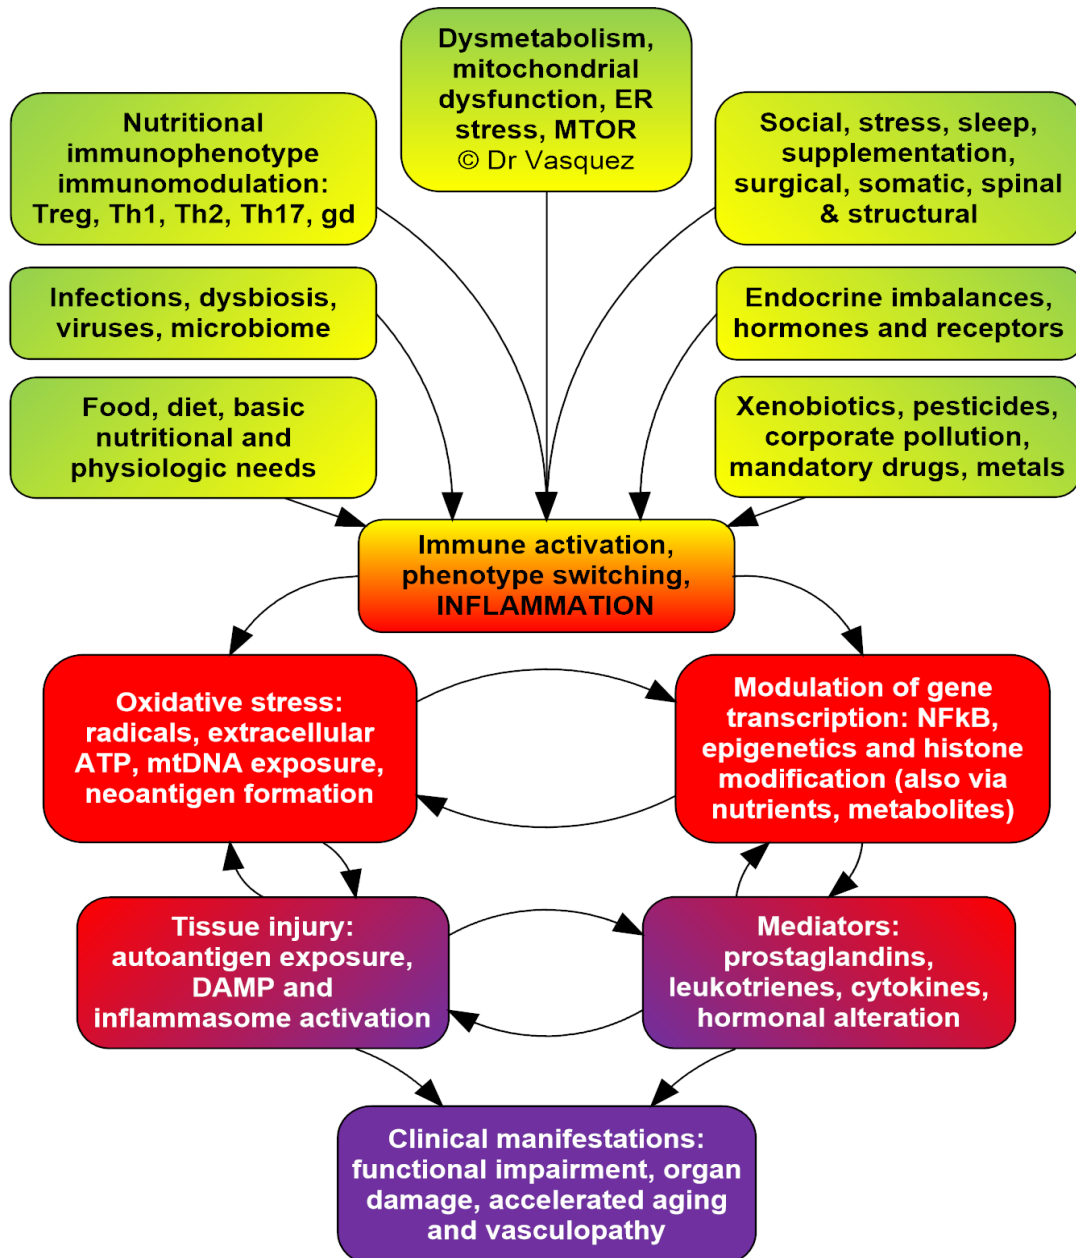 Dysmetabolism,
mitochondrial
dysfunction, ER
stress, MTOR
© Dr Vasquez
Nutritional
immunophenotype
immunomodulation:
Treg, Th1, Th2, Th17, gd
Social, stress, sleep,
supplementation,
surgical, somatic, spinal
& structural
Infections, dysbiosis,
viruses, microbiome
Endocrine imbalances,
hormones and receptors
Food, diet, basic
nutritional and
physiologic needs
Xenobiotics, pesticides,
corporate pollution,
mandatory drugs, metals
Immune activation,
phenotype switching,
INFLAMMATION
Oxidative stress:
radicals, extracellular
ATP, mtDNA exposure,
neoantigen formation
Modulation of gene
transcription: NFkB,
epigenetics and histone
modification (also via
nutrients, metabolites)
Tissue injury:
autoantigen exposure,
DAMP and
inflammasome activation
Mediators:
prostaglandins,
leukotrienes, cytokines,
hormonal alteration
Clinical manifestations:
functional impairment, organ
damage, accelerated aging
and vasculopathy